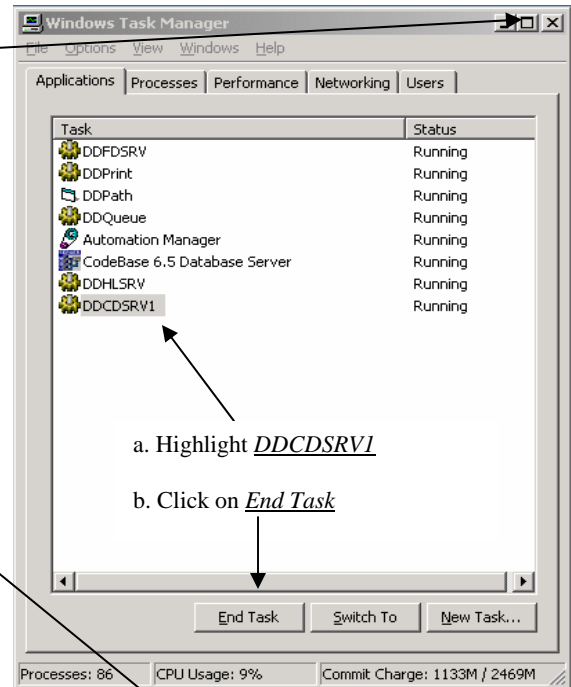 Windows Task Manager
File Options View Windows Help
Applications Processes Performance Networking Users
Task Status
DDFDSRV Running
DDPrint Running
DDPath Running
DDQueue Running
Automation Manager Running
CodeBase 6.5 Database Server Running
DDHLSRV Running
DDCDSRV1 Running
a. Highlight DDCDSRV1
b. Click on End Task
End Task Switch To New Task...
Processes: 86 CPU Usage: 9% Commit Charge: 1133M / 2469M